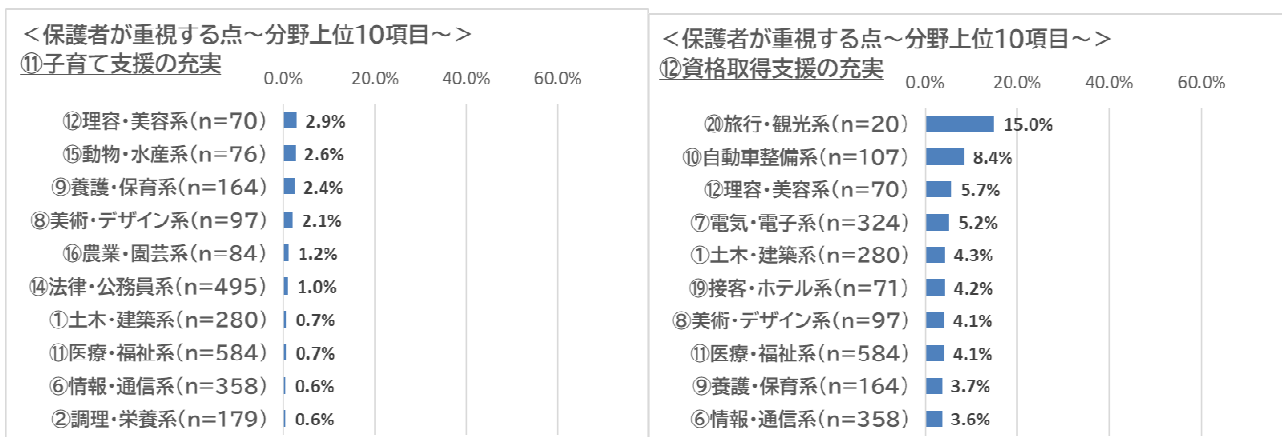 ＜保護者が重視する点～分野上位10項目～＞
⑪子育て支援の充実
0.0% 20.0% 40.0% 60.0%
⑫理容・美容系(n=70) 2.9%
⑮動物・水産系(n=76) 2.6%
⑨養護・保育系(n=164) 2.4%
⑧美術・デザイン系(n=97) 2.1%
⑯農業・園芸系(n=84) 1.2%
⑭法律・公務員系(n=495) 1.0%
①土木・建築系(n=280) 0.7%
⑪医療・福祉系(n=584) 0.7%
⑥情報・通信系(n=358) 0.6%
②調理・栄養系(n=179) 0.6%
＜保護者が重視する点～分野上位10項目～＞
⑫資格取得支援の充実
0.0% 20.0% 40.0% 60.0%
⑳旅行・観光系(n=20) 15.0%
⑩自動車整備系(n=107) 8.4%
⑫理容・美容系(n=70) 5.7%
⑦電気・電子系(n=324) 5.2%
①土木・建築系(n=280) 4.3%
⑲接客・ホテル系(n=71) 4.2%
⑧美術・デザイン系(n=97) 4.1%
⑪医療・福祉系(n=584) 4.1%
⑨養護・保育系(n=164) 3.7%
⑥情報・通信系(n=358) 3.6%